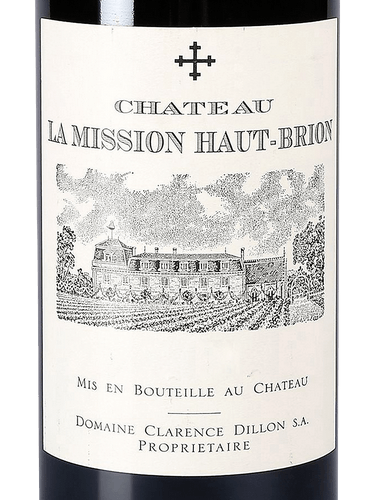 CHATEAU
LA MISSION HAUT-BRION
MIS EN BOUTEILLE AU CHATEAU
DOMAINE CLARENCE DILLON S.A.
PROPRIETAIRE